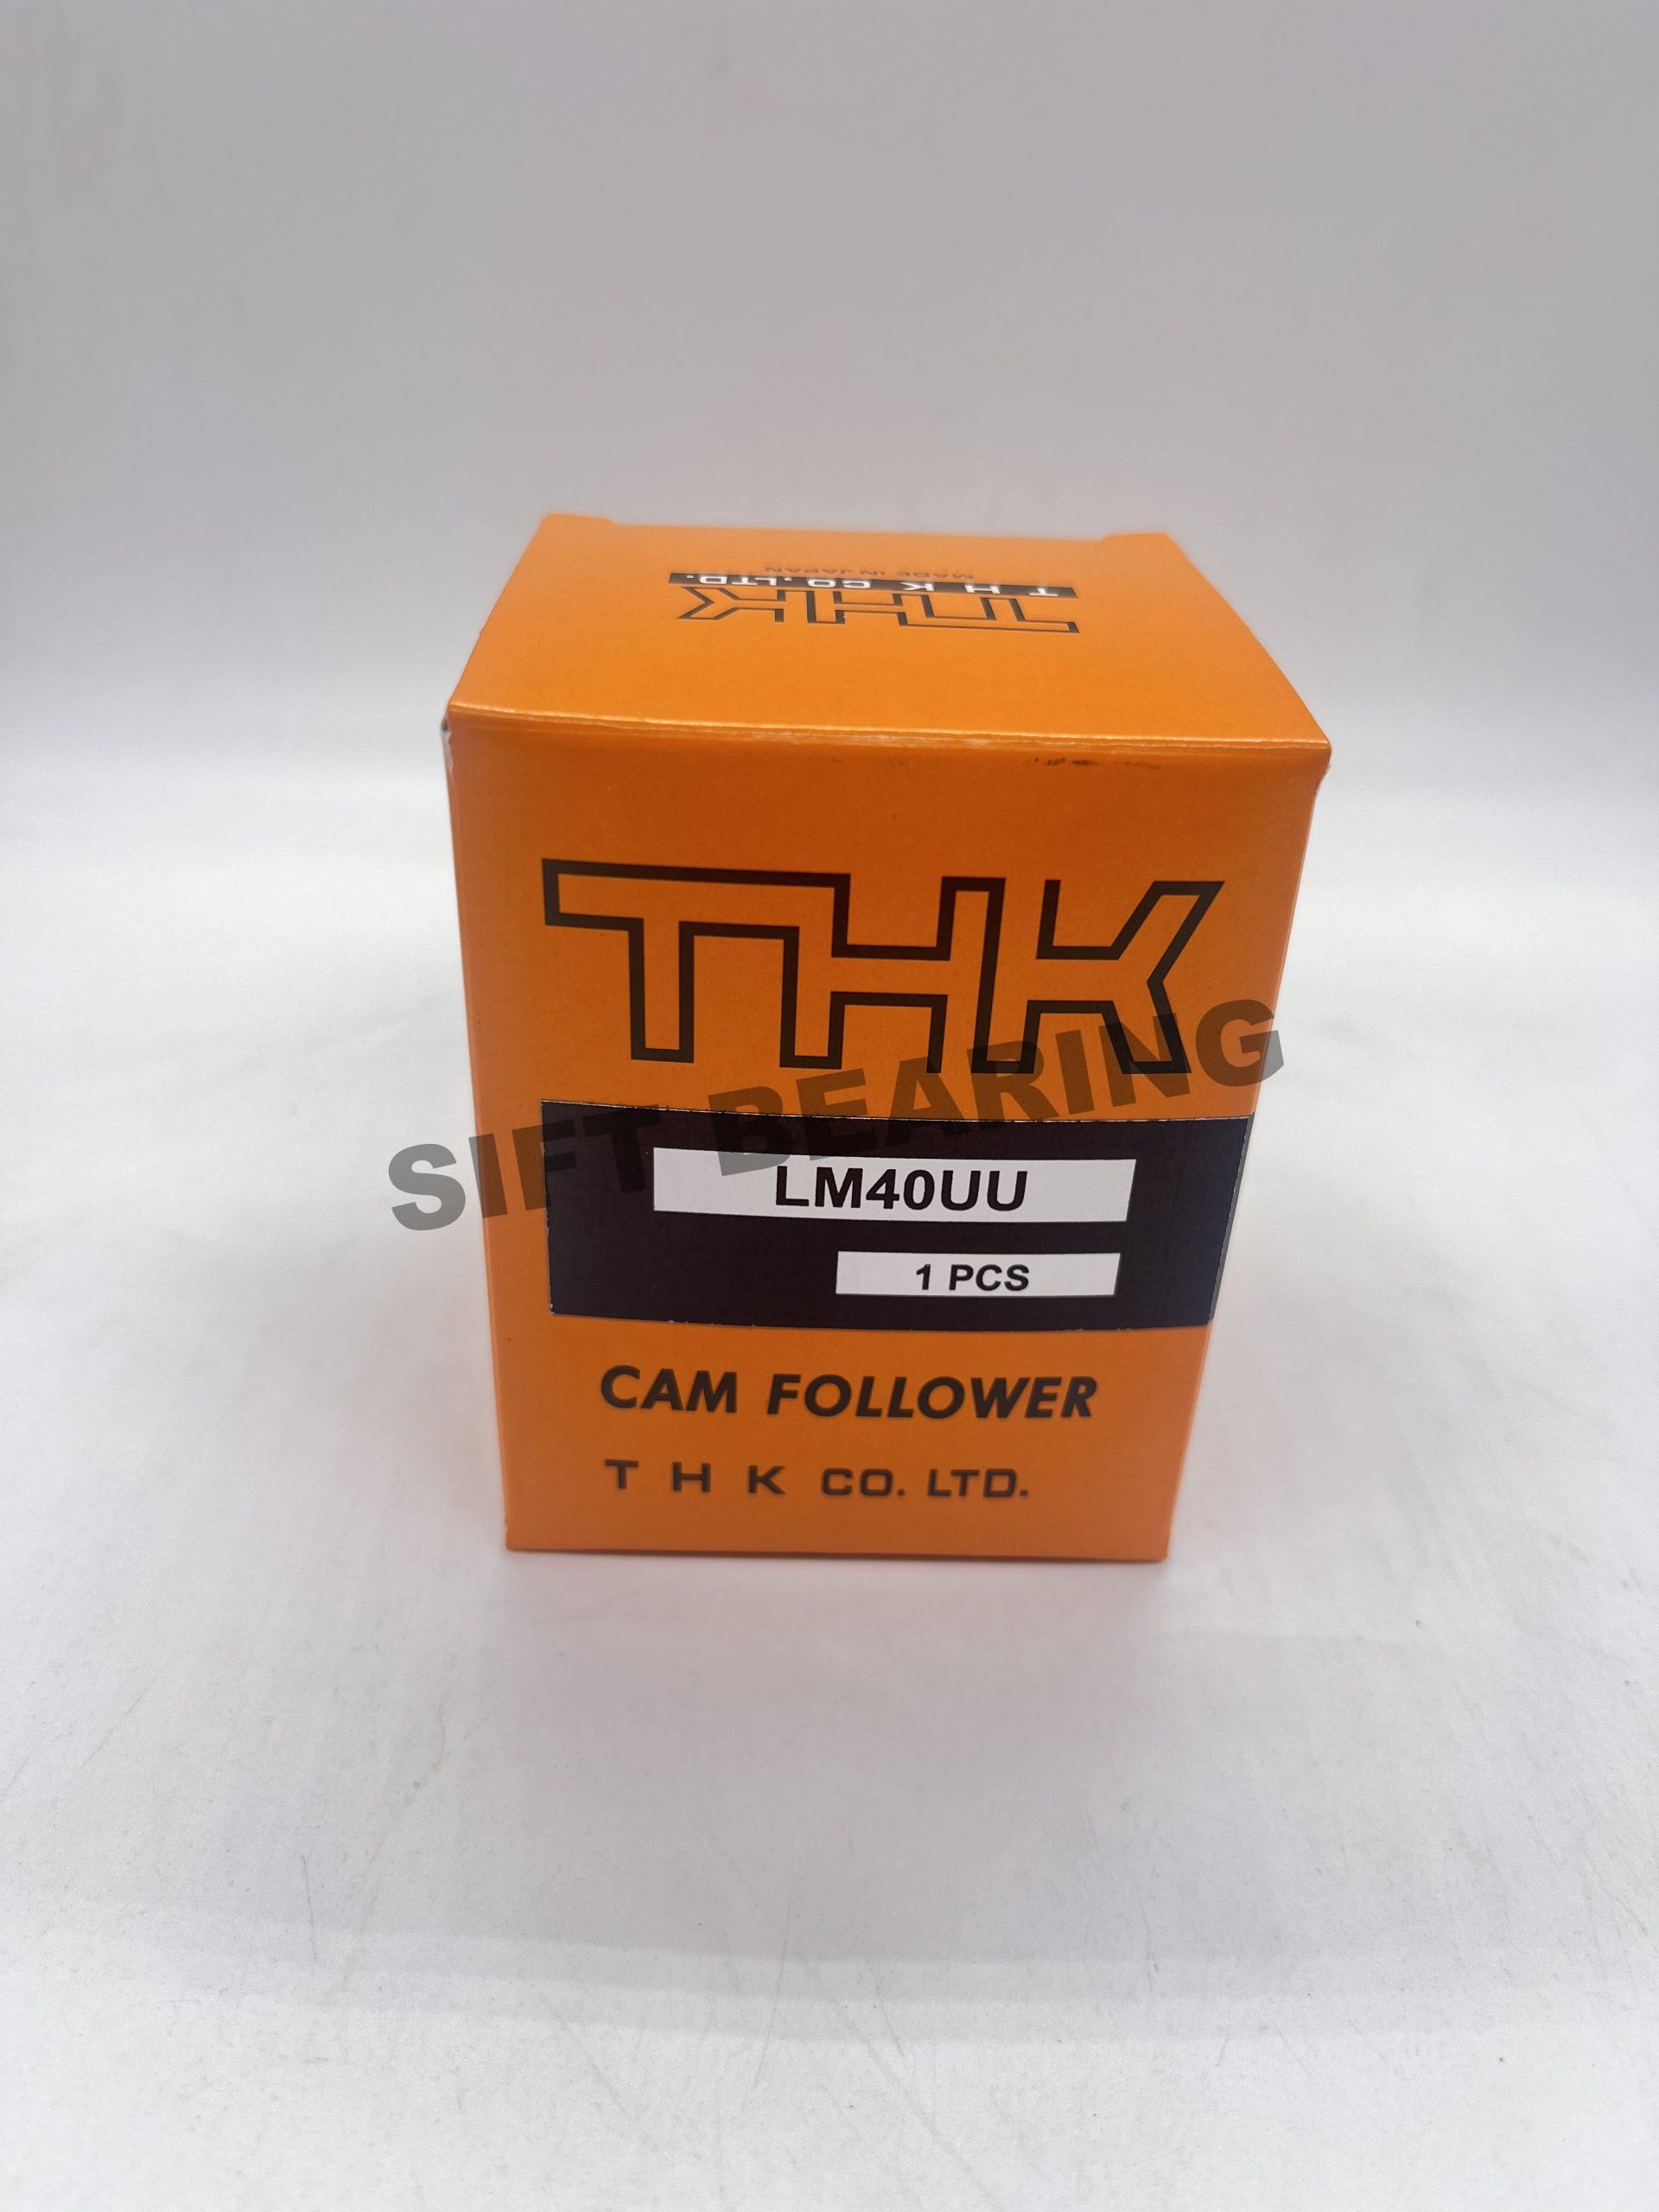 MADE IN JAPAN
T H K CO.,LTD.
THK
THK
SIFT BEARING
LM40UU
1 PCS
CAM FOLLOWER
T H K CO. LTD.